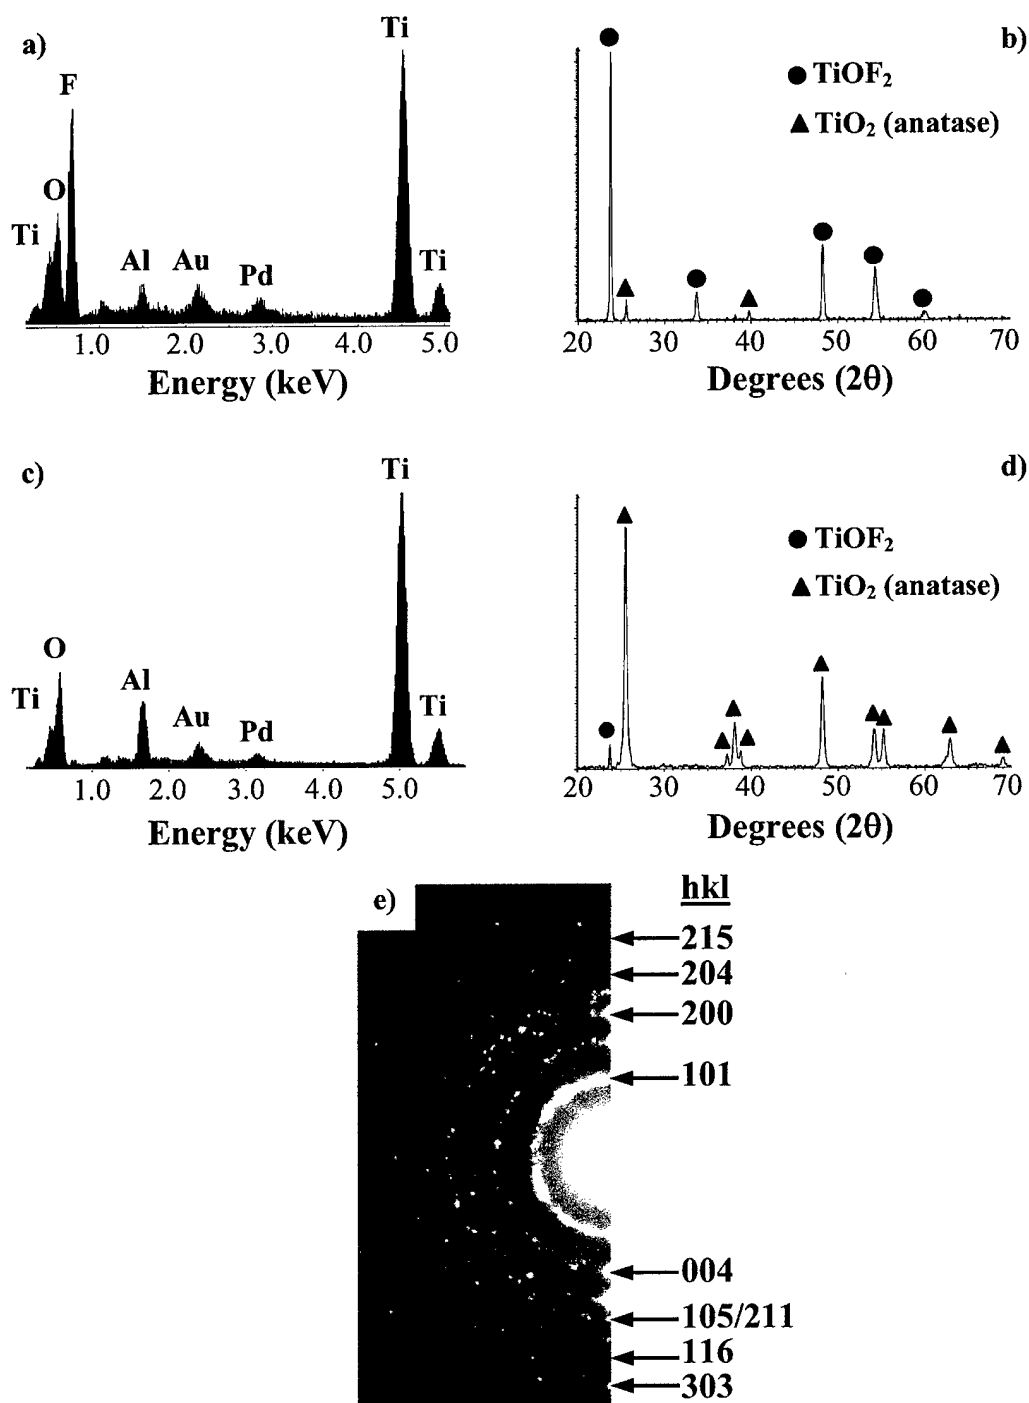 a)
Ti
F
O
Ti
Al
Au
Pd
Ti
1.0 2.0 3.0 4.0 5.0
Energy (keV)
b)
● TiOF₂
▲ TiO₂ (anatase)
20 30 40 50 60 70
Degrees (2θ)
c)
Ti
O
Ti
Al
Au
Pd
Ti
1.0 2.0 3.0 4.0 5.0
Energy (keV)
d)
● TiOF₂
▲ TiO₂ (anatase)
20 30 40 50 60 70
Degrees (2θ)
e)
hkl
215
204
200
101
004
105/211
116
303